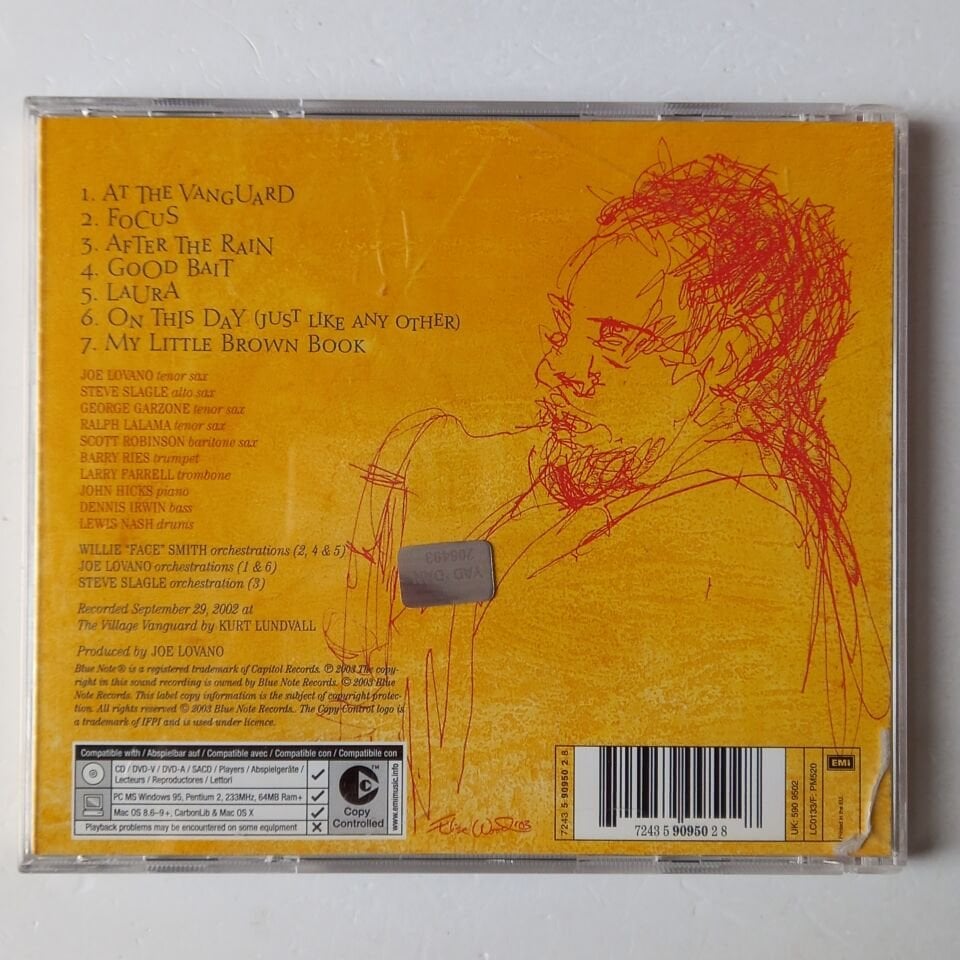 1. At the Vanguard
2. Focus
3. After the Rain
4. Good Bait
5. Laura
6. On This Day (Just Like Any Other)
7. My Little Brown Book
JOE LOVANO tenor sax
STEVE SLAGLE alto sax
GEORGE GARZONE tenor sax
RALPH LALAMA tenor sax
SCOTT ROBINSON baritone sax
BARRY RIES trumpet
LARRY FARRELL trombone
JOHN HICKS piano
DENNIS IRWIN bass
LEWIS NASH drums
WILLIE "FACE" SMITH orchestrations (2, 4 & 5)
JOE LOVANO orchestrations (1 & 6)
STEVE SLAGLE orchestration (3)
Recorded September 29, 2002 at
The Village Vanguard by KURT LUNDVALL
Produced by JOE LOVANO
Blue Note® is a registered trademark of Capitol Records. ℗ 2003 The copy-
right in this sound recording is owned by Blue Note Records. © 2003 Blue
Note Records. This label copy information is the subject of copyright protec-
tion. All rights reserved © 2003 Blue Note Records.. The Copy Control logo is
a trademark of IFPI and is used under licence.
Compatible with / Abspielbar auf / Compatible avec / Compatible con / Compatibile con
CD / DVD-V / DVD-A / SACD / Players / Abspielgeräte /
Lecteurs / Reproductores / Lettori
PC MS Windows 95, Pentium 2, 233MHz, 64MB Ram+
Mac OS 8.6-9+, CarbonLib & Mac OS X
Playback problems may be encountered on some equipment
TM
Copy
Controlled
www.emimusic.info
YAD DAN
205493
03
7243 5 90950 2 8
7243 5 90950 2 8
UK: 590 9502
LC0133/F: PM520
EMI
Printed in the EU.